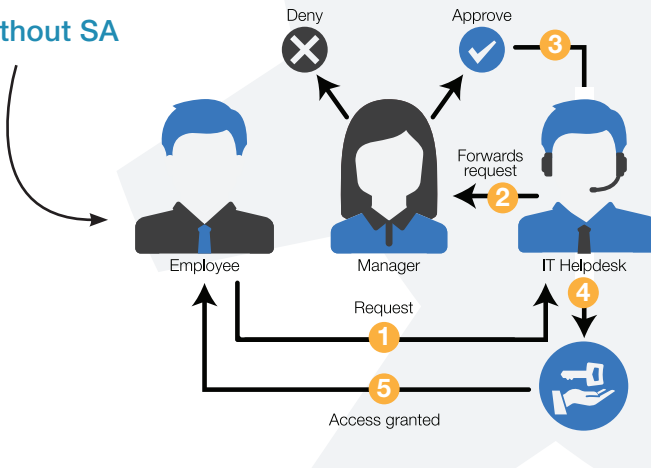 thout SA
Deny
Approve
3
Forwards
request
2
Employee
Manager
IT Helpdesk
4
Request
1
5
Access granted